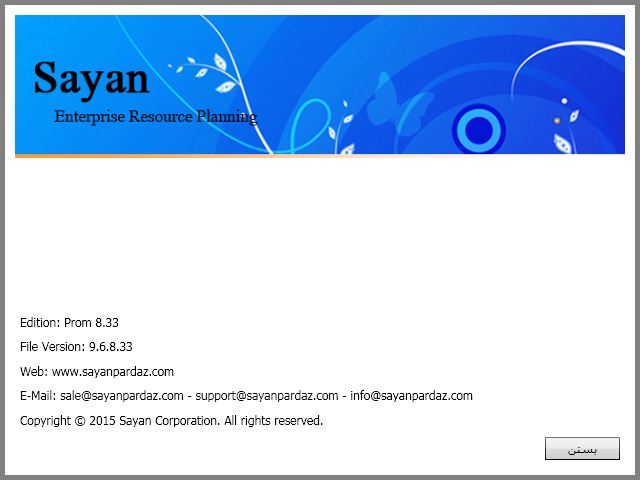 Sayan
Enterprise Resource Planning
Edition: Prom 8.33
File Version: 9.6.8.33
Web: www.sayanpardaz.com
E-Mail: sale@sayanpardaz.com - support@sayanpardaz.com - info@sayanpardaz.com
Copyright © 2015 Sayan Corporation. All rights reserved.
بستن